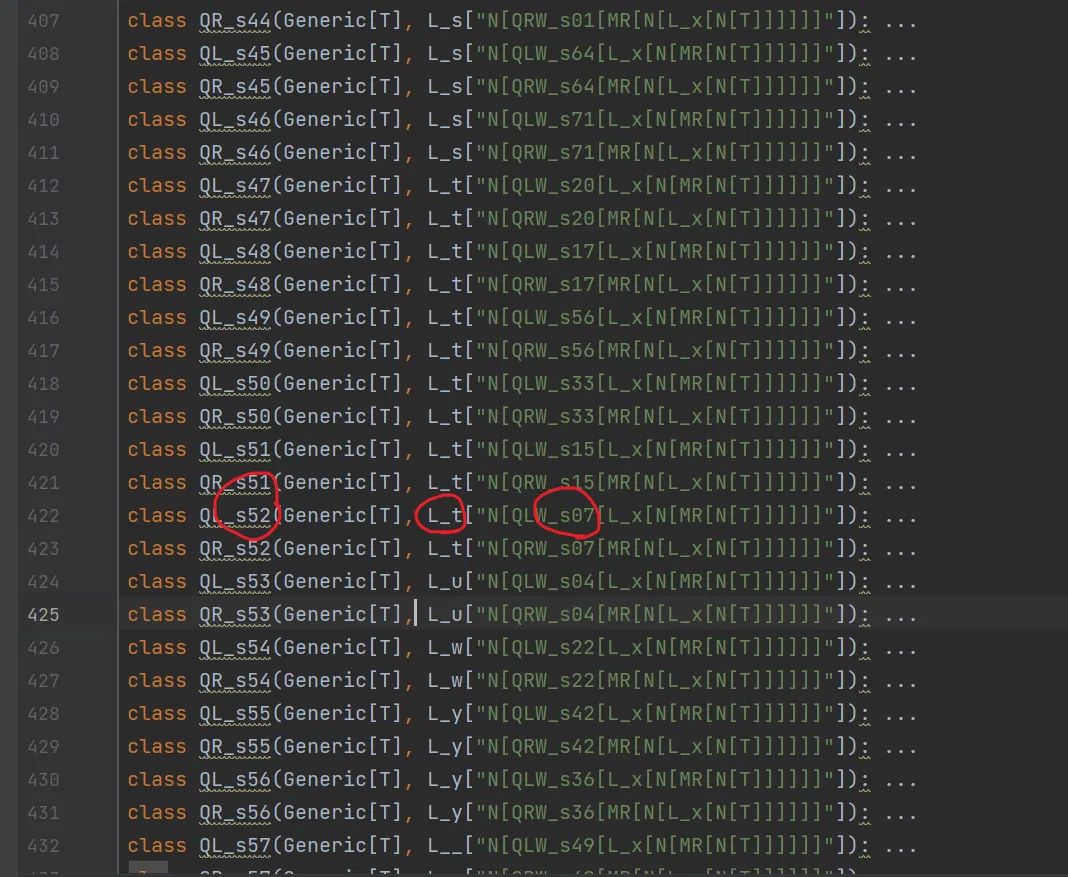 407 class QR_s44(Generic[T], L_s["N[QRW_s01[MR[N[L_x[N[T]]]]]]"]): ...
408 class QL_s45(Generic[T], L_s["N[QLW_s64[L_x[N[MR[N[T]]]]]]"]): ...
409 class QR_s45(Generic[T], L_s["N[QRW_s64[MR[N[L_x[N[T]]]]]]"]): ...
410 class QL_s46(Generic[T], L_s["N[QLW_s71[L_x[N[MR[N[T]]]]]]"]): ...
411 class QR_s46(Generic[T], L_s["N[QRW_s71[MR[N[L_x[N[T]]]]]]"]): ...
412 class QL_s47(Generic[T], L_t["N[QLW_s20[L_x[N[MR[N[T]]]]]]"]): ...
413 class QR_s47(Generic[T], L_t["N[QRW_s20[MR[N[L_x[N[T]]]]]]"]): ...
414 class QL_s48(Generic[T], L_t["N[QLW_s17[L_x[N[MR[N[T]]]]]]"]): ...
415 class QR_s48(Generic[T], L_t["N[QRW_s17[MR[N[L_x[N[T]]]]]]"]): ...
416 class QL_s49(Generic[T], L_t["N[QLW_s56[L_x[N[MR[N[T]]]]]]"]): ...
417 class QR_s49(Generic[T], L_t["N[QRW_s56[MR[N[L_x[N[T]]]]]]"]): ...
418 class QL_s50(Generic[T], L_t["N[QLW_s33[L_x[N[MR[N[T]]]]]]"]): ...
419 class QR_s50(Generic[T], L_t["N[QRW_s33[MR[N[L_x[N[T]]]]]]"]): ...
420 class QL_s51(Generic[T], L_t["N[QLW_s15[L_x[N[MR[N[T]]]]]]"]): ...
421 class QR_s51(Generic[T], L_t["N[QRW_s15[MR[N[L_x[N[T]]]]]]"]): ...
422 class QL_s52(Generic[T], L_t["N[QLW_s07[L_x[N[MR[N[T]]]]]]"]): ...
423 class QR_s52(Generic[T], L_t["N[QRW_s07[MR[N[L_x[N[T]]]]]]"]): ...
424 class QL_s53(Generic[T], L_u["N[QLW_s04[L_x[N[MR[N[T]]]]]]"]): ...
425 class QR_s53(Generic[T], L_u["N[QRW_s04[MR[N[L_x[N[T]]]]]]"]): ...
426 class QL_s54(Generic[T], L_w["N[QLW_s22[L_x[N[MR[N[T]]]]]]"]): ...
427 class QR_s54(Generic[T], L_w["N[QRW_s22[MR[N[L_x[N[T]]]]]]"]): ...
428 class QL_s55(Generic[T], L_y["N[QLW_s42[L_x[N[MR[N[T]]]]]]"]): ...
429 class QR_s55(Generic[T], L_y["N[QRW_s42[MR[N[L_x[N[T]]]]]]"]): ...
430 class QL_s56(Generic[T], L_y["N[QLW_s36[L_x[N[MR[N[T]]]]]]"]): ...
431 class QR_s56(Generic[T], L_y["N[QRW_s36[MR[N[L_x[N[T]]]]]]"]): ...
432 class QL_s57(Generic[T], L__["N[QLW_s49[L_x[N[MR[N[T]]]]]]"]): ...